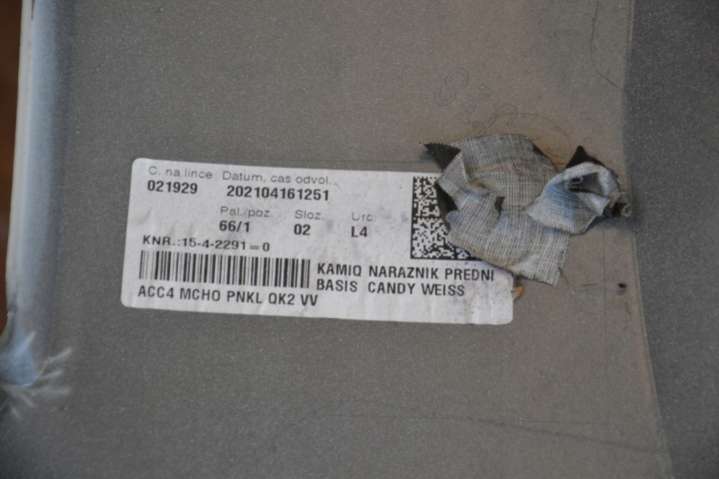 C. na lince Datum, cas odvol..
021929 202104161251
Pal./poz. Sloz. Urc.
66/1 02 L4
KNR.:15-4-2291=0
KAMIQ NARAZNIK PREDNI
BASIS CANDY WEISS
ACC4 MCHO PNKL QK2 VV